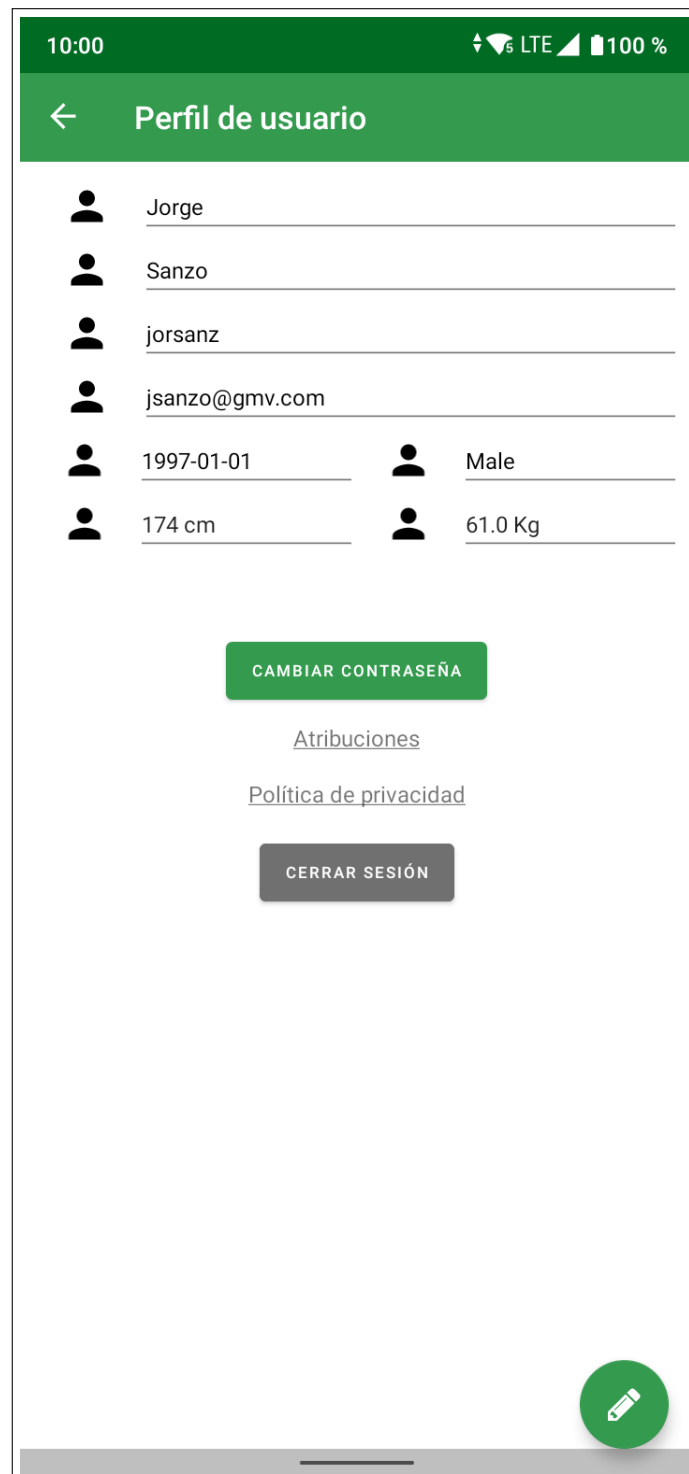 10:00 5 LTE 100 %
Perfil de usuario
Jorge
Sanzo
jorsanz
jsanzo@gmv.com
1997-01-01 Male
174 cm 61.0 Kg
CAMBIAR CONTRASEÑA
Atribuciones
Política de privacidad
CERRAR SESIÓN